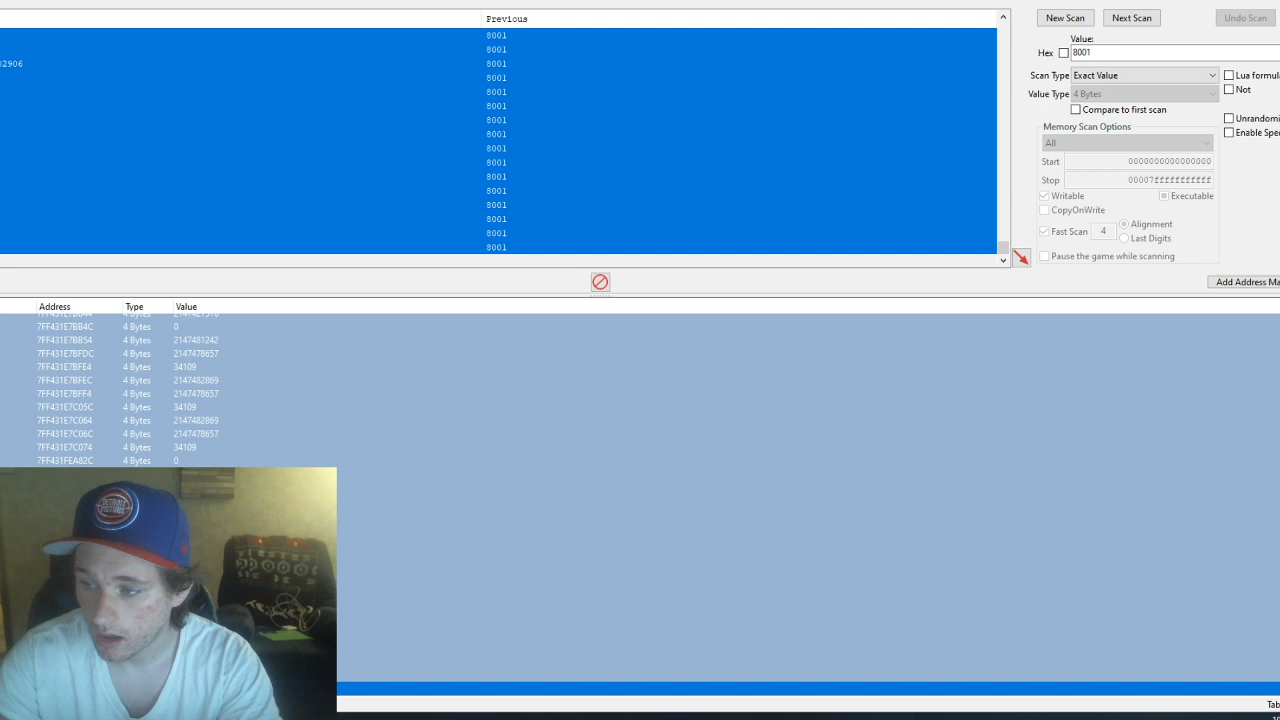 Previous
8001
8001
02906 8001
8001
8001
8001
8001
8001
8001
8001
8001
8001
8001
8001
8001
8001
New Scan Next Scan Undo Scan
Value:
Hex 8001
Scan Type Exact Value Lua formula
Value Type 4 Bytes Not
Compare to first scan
Memory Scan Options Unrandomi
All Enable Spe
Start 0000000000000000
Stop 00007fffffffffff
Writable Executable
CopyOnWrite
Fast Scan 4 Alignment
Last Digits
Pause the game while scanning
Add Address Ma
Address Type Value
4 Bytes
7FF431E7BB4C 4 Bytes 0
7FF431E7BB54 4 Bytes 2147481242
7FF431E7BFDC 4 Bytes 2147478657
7FF431E7BFE4 4 Bytes 34109
7FF431E7BFEC 4 Bytes 2147482869
7FF431E7BFF4 4 Bytes 2147478657
7FF431E7C05C 4 Bytes 34109
7FF431E7C064 4 Bytes 2147482869
7FF431E7C06C 4 Bytes 2147478657
7FF431E7C074 4 Bytes 34109
7FF431FEA82C 4 Bytes 0
DETROIT
PISTONS
Tab